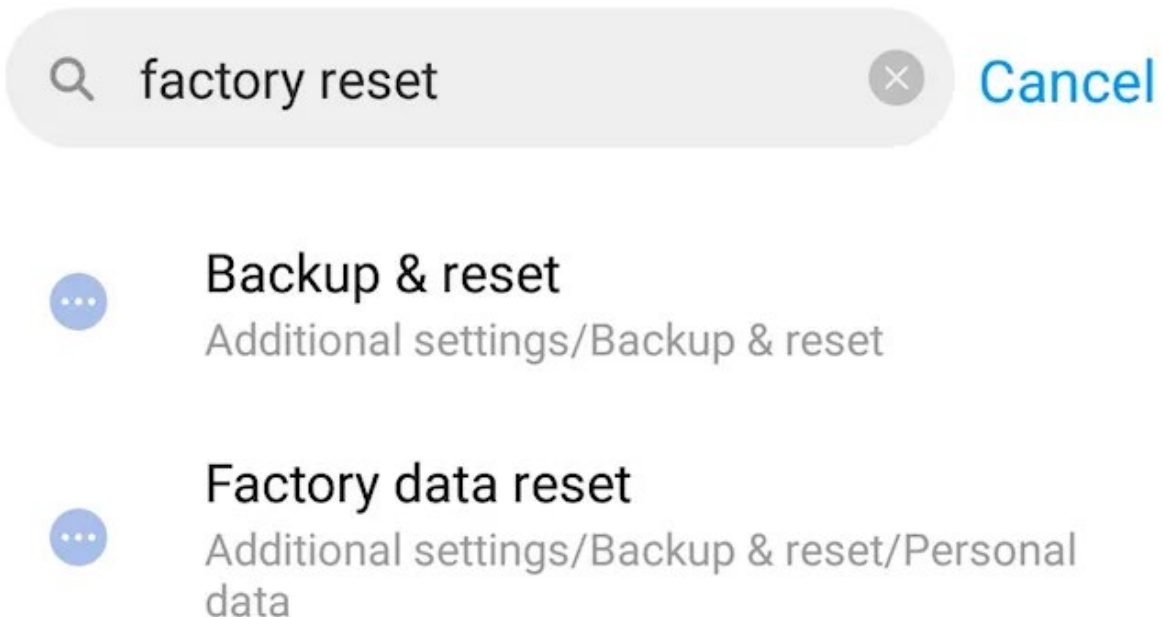 factory reset Cancel
Backup & reset
Additional settings/Backup & reset
Factory data reset
Additional settings/Backup & reset/Personal
data